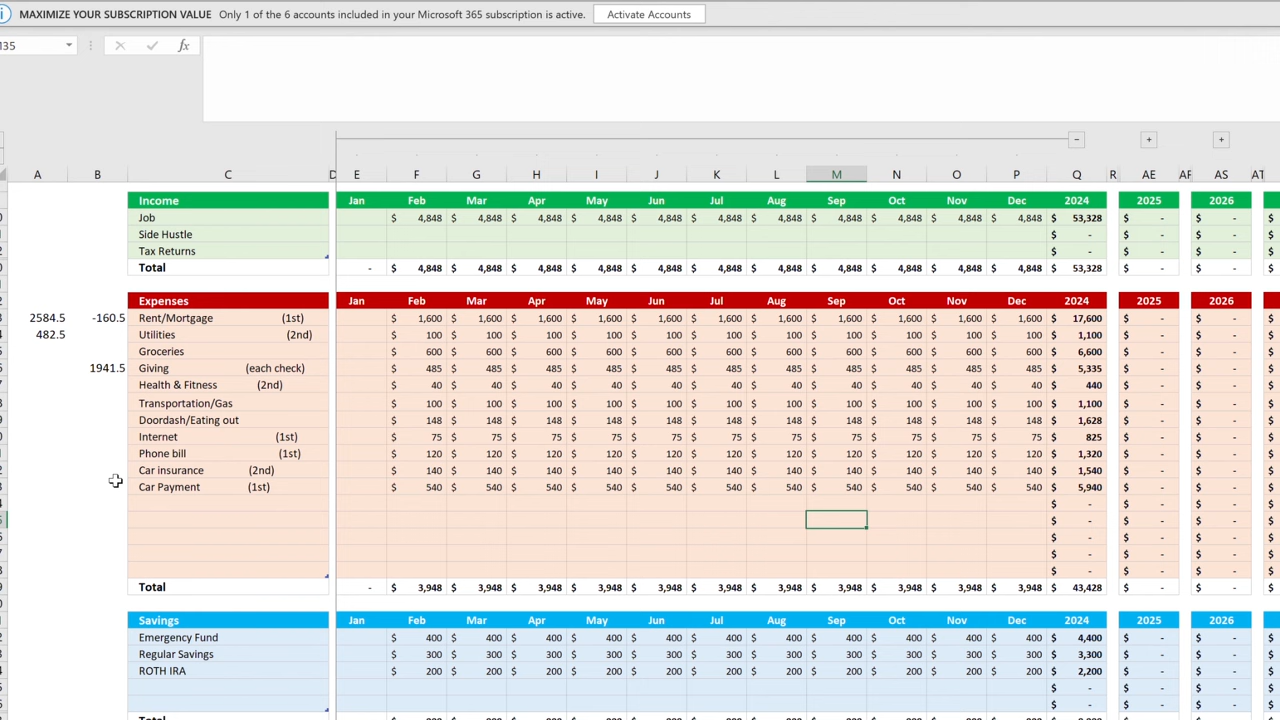 MAXIMIZE YOUR SUBSCRIPTION VALUE Only 1 of the 6 accounts included in your Microsoft 365 subscription is active. Activate Accounts
fx
A B C D E F G H I J K L M N O P Q R AE AF AS AT
Income Jan Feb Mar Apr May Jun Jul Aug Sep Oct Nov Dec 2024 2025 2026
Job $ 4,848 $ 4,848 $ 4,848 $ 4,848 $ 4,848 $ 4,848 $ 4,848 $ 4,848 $ 4,848 $ 4,848 $ 4,848 $ 53,328 $ - $ - $
Side Hustle $ - $ - $ - $
Tax Returns $ - $ - $ - $
Total - $ 4,848 $ 4,848 $ 4,848 $ 4,848 $ 4,848 $ 4,848 $ 4,848 $ 4,848 $ 4,848 $ 4,848 $ 4,848 $ 53,328 $ - $ - $
Expenses Jan Feb Mar Apr May Jun Jul Aug Sep Oct Nov Dec 2024 2025 2026
2584.5 -160.5 Rent/Mortgage (1st) $ 1,600 $ 1,600 $ 1,600 $ 1,600 $ 1,600 $ 1,600 $ 1,600 $ 1,600 $ 1,600 $ 1,600 $ 1,600 $ 17,600 $ - $ - $
482.5 Utilities (2nd) $ 100 $ 100 $ 100 $ 100 $ 100 $ 100 $ 100 $ 100 $ 100 $ 100 $ 100 $ 1,100 $ - $ - $
Groceries $ 600 $ 600 $ 600 $ 600 $ 600 $ 600 $ 600 $ 600 $ 600 $ 600 $ 600 $ 6,600 $ - $ - $
1941.5 Giving (each check) $ 485 $ 485 $ 485 $ 485 $ 485 $ 485 $ 485 $ 485 $ 485 $ 485 $ 485 $ 5,335 $ - $ - $
Health & Fitness (2nd) $ 40 $ 40 $ 40 $ 40 $ 40 $ 40 $ 40 $ 40 $ 40 $ 40 $ 40 $ 440 $ - $ - $
Transportation/Gas $ 100 $ 100 $ 100 $ 100 $ 100 $ 100 $ 100 $ 100 $ 100 $ 100 $ 100 $ 1,100 $ - $ - $
Doordash/Eating out $ 148 $ 148 $ 148 $ 148 $ 148 $ 148 $ 148 $ 148 $ 148 $ 148 $ 148 $ 1,628 $ - $ - $
Internet (1st) $ 75 $ 75 $ 75 $ 75 $ 75 $ 75 $ 75 $ 75 $ 75 $ 75 $ 75 $ 825 $ - $ - $
Phone bill (1st) $ 120 $ 120 $ 120 $ 120 $ 120 $ 120 $ 120 $ 120 $ 120 $ 120 $ 120 $ 1,320 $ - $ - $
Car insurance (2nd) $ 140 $ 140 $ 140 $ 140 $ 140 $ 140 $ 140 $ 140 $ 140 $ 140 $ 140 $ 1,540 $ - $ - $
Car Payment (1st) $ 540 $ 540 $ 540 $ 540 $ 540 $ 540 $ 540 $ 540 $ 540 $ 540 $ 540 $ 5,940 $ - $ - $
$ - $ - $ - $
$ - $ - $ - $
$ - $ - $ - $
$ - $ - $ - $
$ - $ - $ - $
Total - $ 3,948 $ 3,948 $ 3,948 $ 3,948 $ 3,948 $ 3,948 $ 3,948 $ 3,948 $ 3,948 $ 3,948 $ 3,948 $ 43,428 $ - $ - $
Savings Jan Feb Mar Apr May Jun Jul Aug Sep Oct Nov Dec 2024 2025 2026
Emergency Fund $ 400 $ 400 $ 400 $ 400 $ 400 $ 400 $ 400 $ 400 $ 400 $ 400 $ 400 $ 4,400 $ - $ - $
Regular Savings $ 300 $ 300 $ 300 $ 300 $ 300 $ 300 $ 300 $ 300 $ 300 $ 300 $ 300 $ 3,300 $ - $ - $
ROTH IRA $ 200 $ 200 $ 200 $ 200 $ 200 $ 200 $ 200 $ 200 $ 200 $ 200 $ 200 $ 2,200 $ - $ - $
$ - $ - $ - $
$ - $ - $ - $
Total